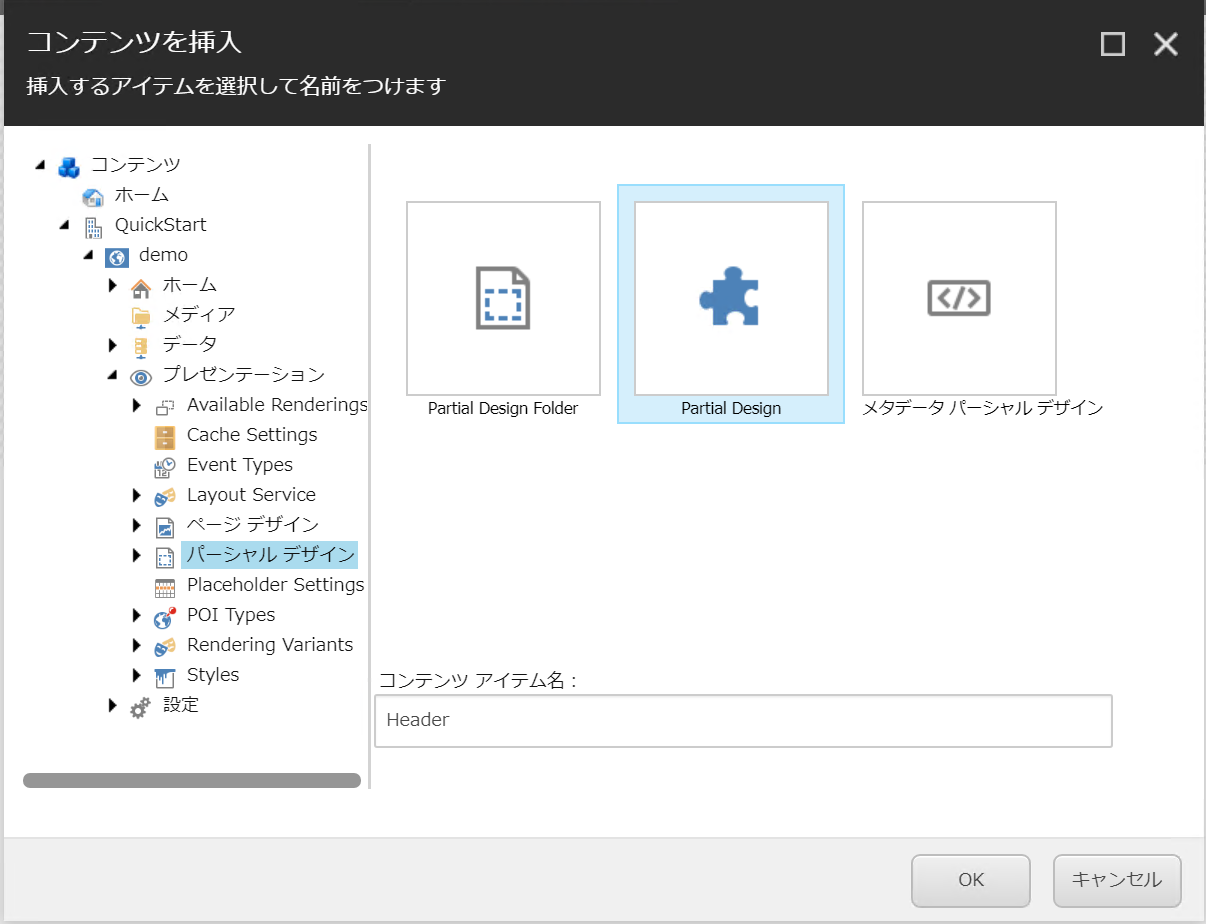 コンテンツを挿入
挿入するアイテムを選択して名前をつけます
コンテンツ
ホーム
QuickStart
demo
ホーム
メディア
データ
プレゼンテーション
Available Renderings
Cache Settings
Event Types
Layout Service
ページ デザイン
パーシャル デザイン
Placeholder Settings
POI Types
Rendering Variants
Styles
設定
Partial Design Folder
Partial Design
メタデータ パーシャル デザイン
コンテンツ アイテム名：
Header
OK
キャンセル